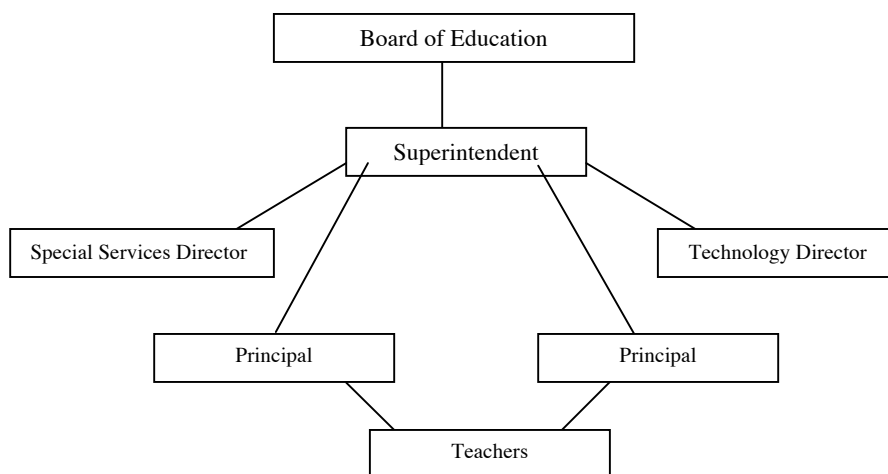 Board of Education
Superintendent
Special Services Director
Technology Director
Principal
Principal
Teachers